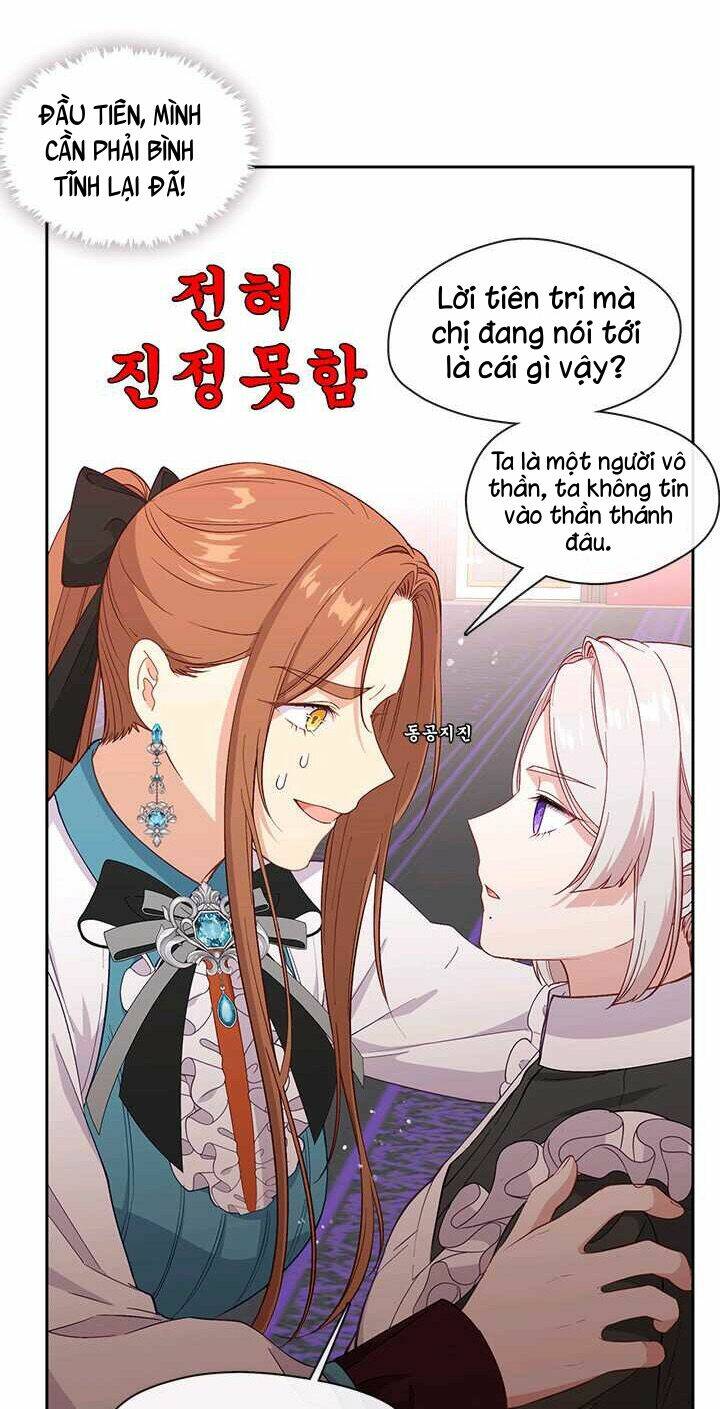 ĐẦU TIÊN, MÌNH
CẦN PHẢI BÌNH
TĨNH LẠI ĐÃ!
전혀
진정못함
Lời tiên tri mà
chị đang nói tới
là cái gì vậy?
Ta là một người vô
thần, ta không tin
vào thần thánh
đâu.
동공지진